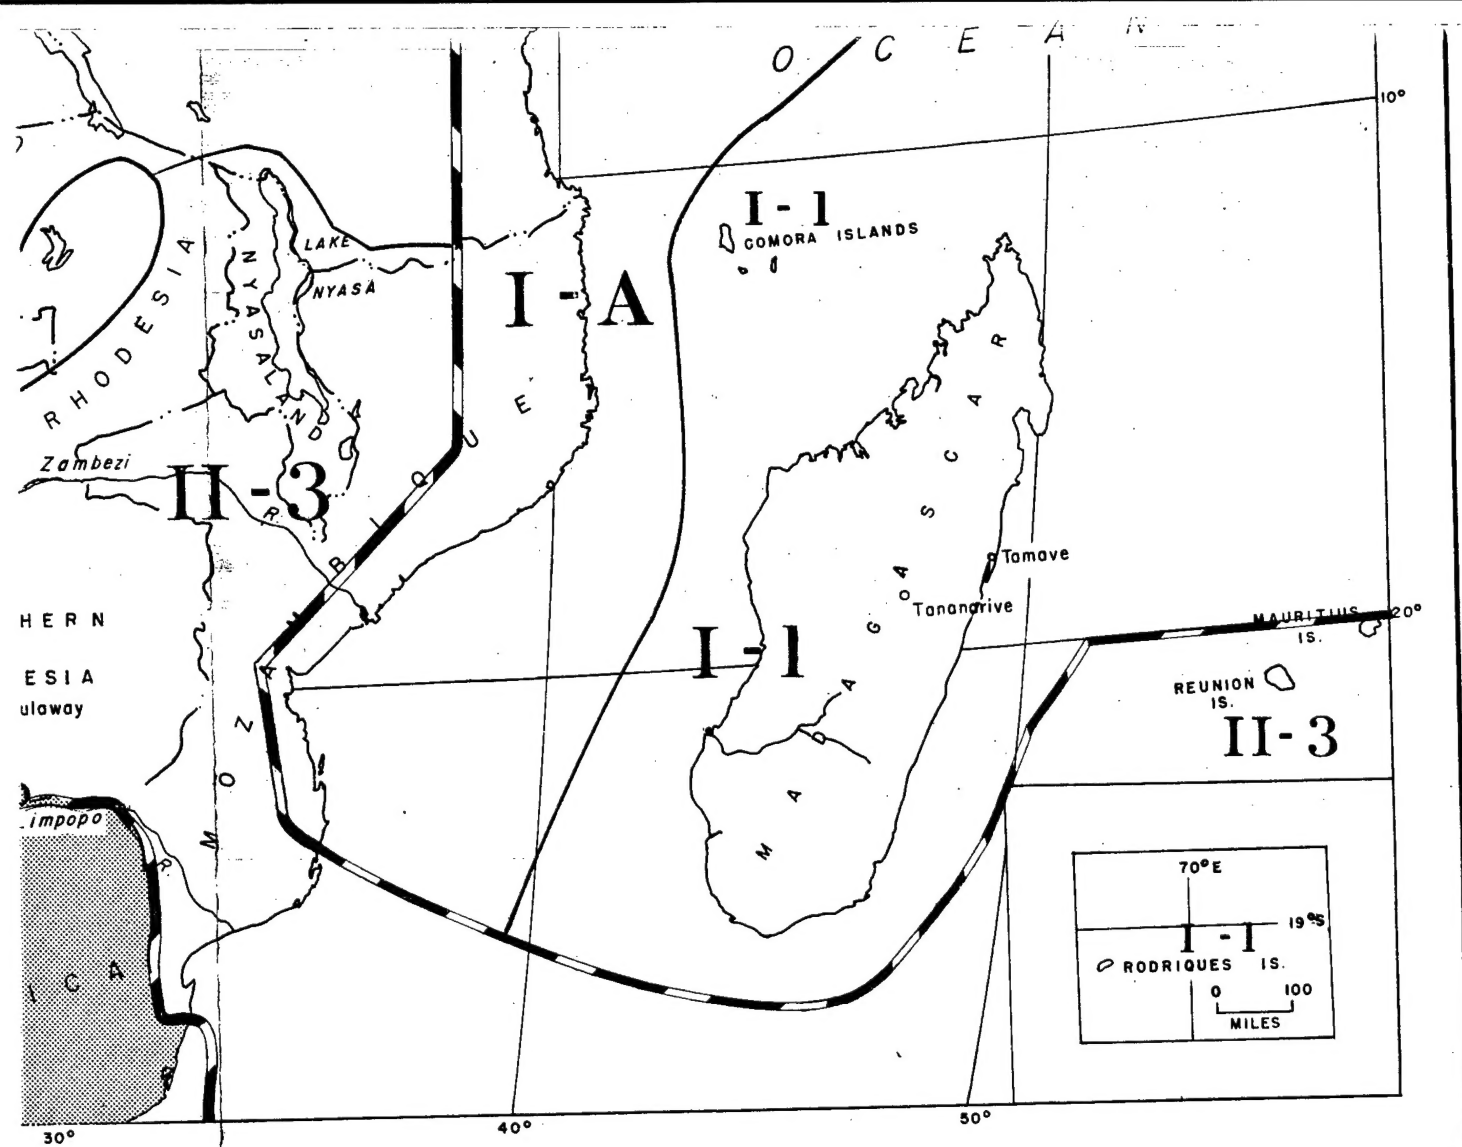 OCEAN
10°
I-1
COMORA ISLANDS
LAKE
NYASA
I-A
RHODESIA
NYASALAND
MADAGASCAR
Zambezi
R.
II-3
MOZAMBIQUE
Tamave
Tananarive
HERN
ESIA
ulaway
I-1
MAURITIUS
IS.
20°
REUNION
IS.
II-3
Limpopo
R.
ICA
70°E
19°S
I-1
RODRIQUES IS.
0 100
MILES
30°
40°
50°